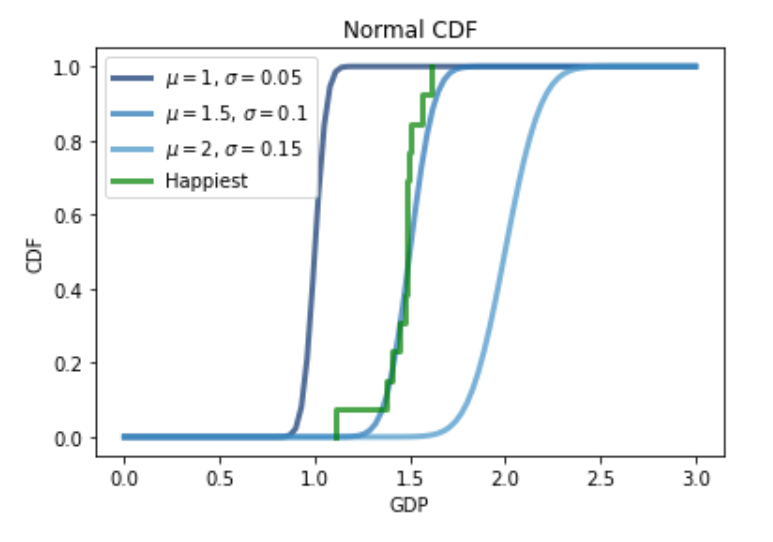 Normal CDF
μ = 1, σ = 0.05
μ = 1.5, σ = 0.1
μ = 2, σ = 0.15
Happiest
CDF
1.0
0.8
0.6
0.4
0.2
0.0
0.0 0.5 1.0 1.5 2.0 2.5 3.0
GDP